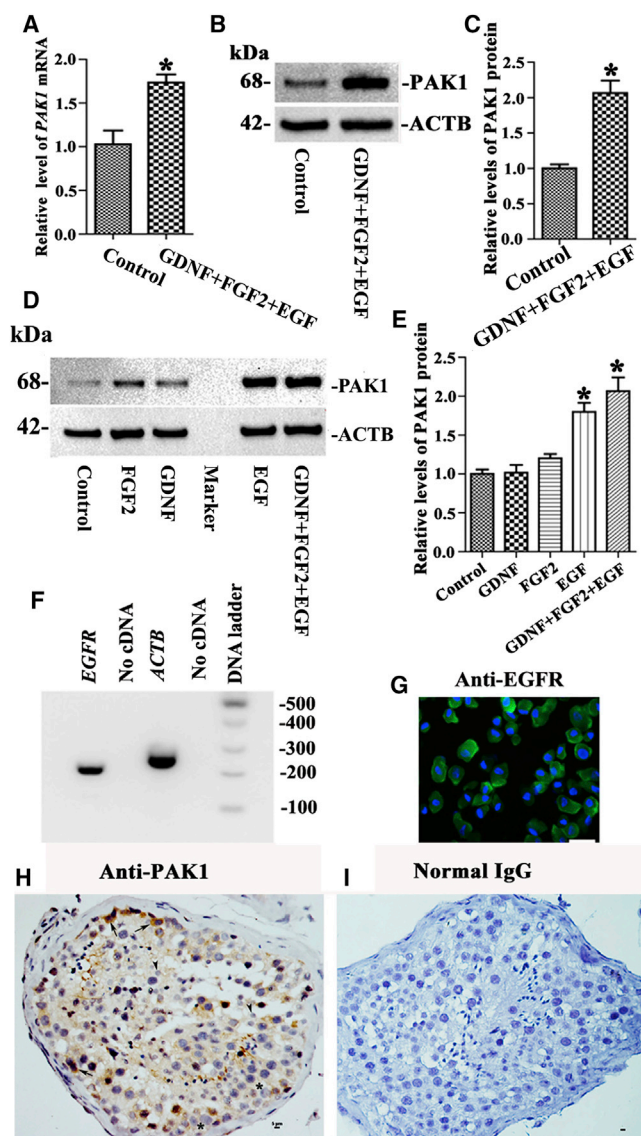 A
Relative level of PAK1 mRNA
2.0
1.5
1.0
0.5
0.0
*
Control
GDNF+FGF2+EGF
B
kDa
68-
-PAK1
42-
-ACTB
Control
GDNF+FGF2+EGF
C
Relative levels of PAK1 protein
2.5
2.0
1.5
1.0
0.5
0.0
*
Control
GDNF+FGF2+EGF
D
kDa
68-
-PAK1
42-
-ACTB
Control
FGF2
GDNF
Marker
EGF
GDNF+FGF2+EGF
E
Relative levels of PAK1 protein
2.5
2.0
1.5
1.0
0.5
0.0
*
*
Control
GDNF
FGF2
EGF
GDNF+FGF2+EGF
F
EGFR
No cDNA
ACTB
No cDNA
DNA ladder
-500
-400
-300
-200
-100
G
Anti-EGFR
H
Anti-PAK1
*
*
I
Normal IgG